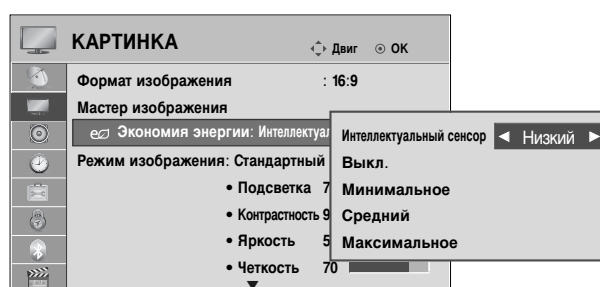 КАРТИНКА
Двиг ОК
Формат изображения : 16:9
Мастер изображения
Экономия энергии: Интеллектуал
Режим изображения: Стандартный
• Подсветка 7
• Контрастность 9
• Яркость 5
• Четкость 70
Интеллектуальный сенсор ◄ Низкий ►
Выкл.
Минимальное
Средний
Максимальное